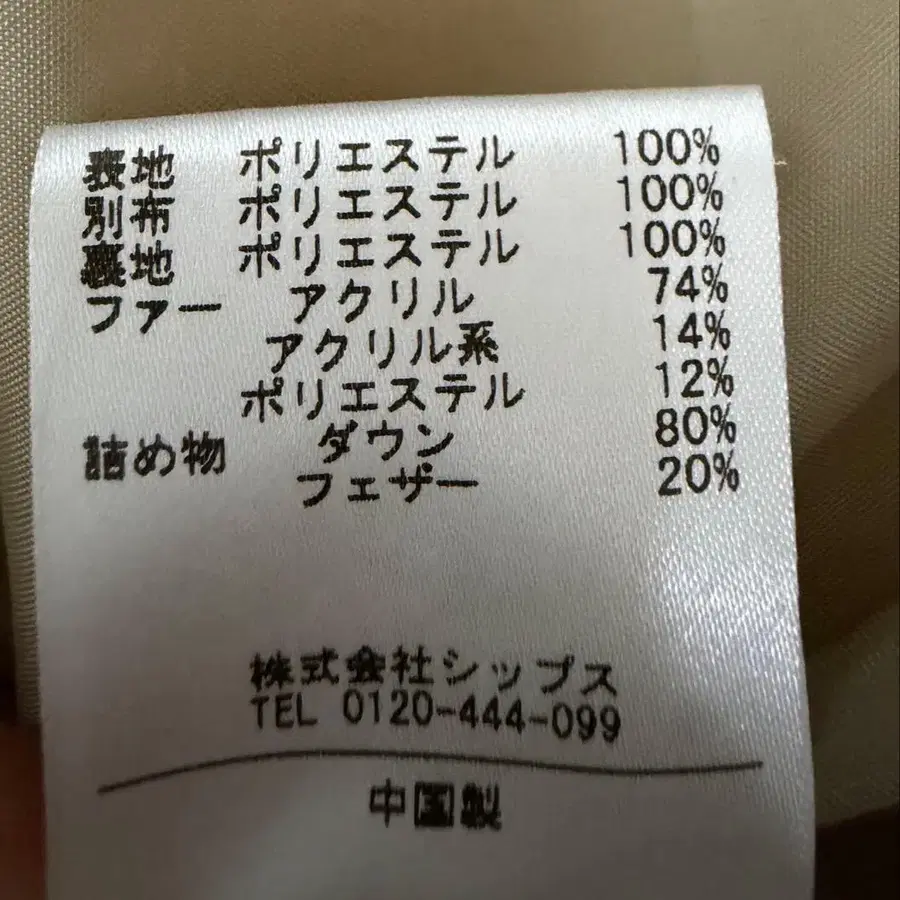 表地 ポリエステル 100%
別布 ポリエステル 100%
裏地 ポリエステル 100%
ファー アクリル 74%
アクリル系 14%
ポリエステル 12%
詰め物 ダウン 80%
フェザー 20%
株式会社シップス
TEL 0120-444-099
中国製